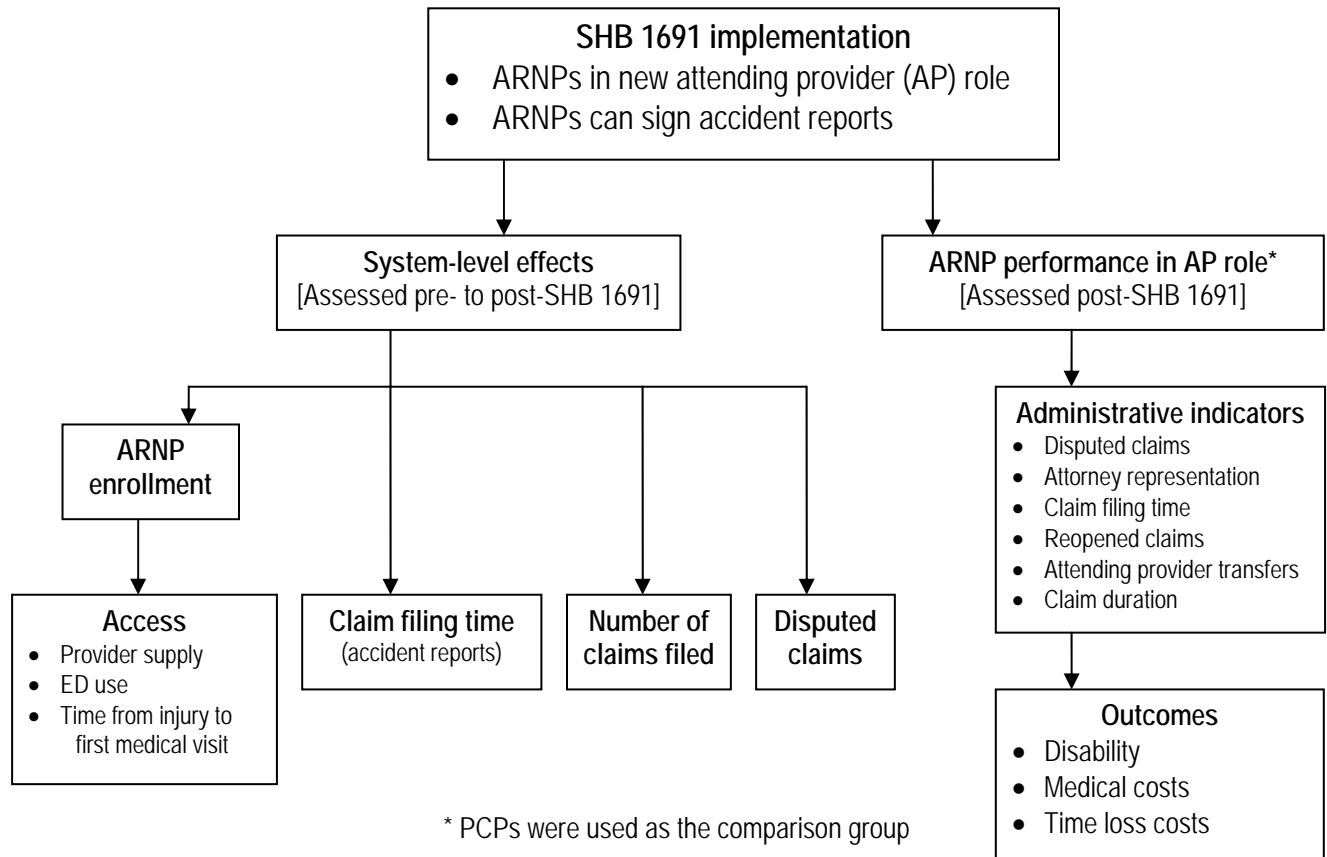 SHB 1691 implementation
• ARNPs in new attending provider (AP) role
• ARNPs can sign accident reports
System-level effects
[Assessed pre- to post-SHB 1691]
ARNP performance in AP role*
[Assessed post-SHB 1691]
ARNP
enrollment
Access
• Provider supply
• ED use
• Time from injury to
first medical visit
Claim filing time
(accident reports)
Number of
claims filed
Disputed
claims
Administrative indicators
• Disputed claims
• Attorney representation
• Claim filing time
• Reopened claims
• Attending provider transfers
• Claim duration
Outcomes
• Disability
• Medical costs
• Time loss costs
* PCPs were used as the comparison group